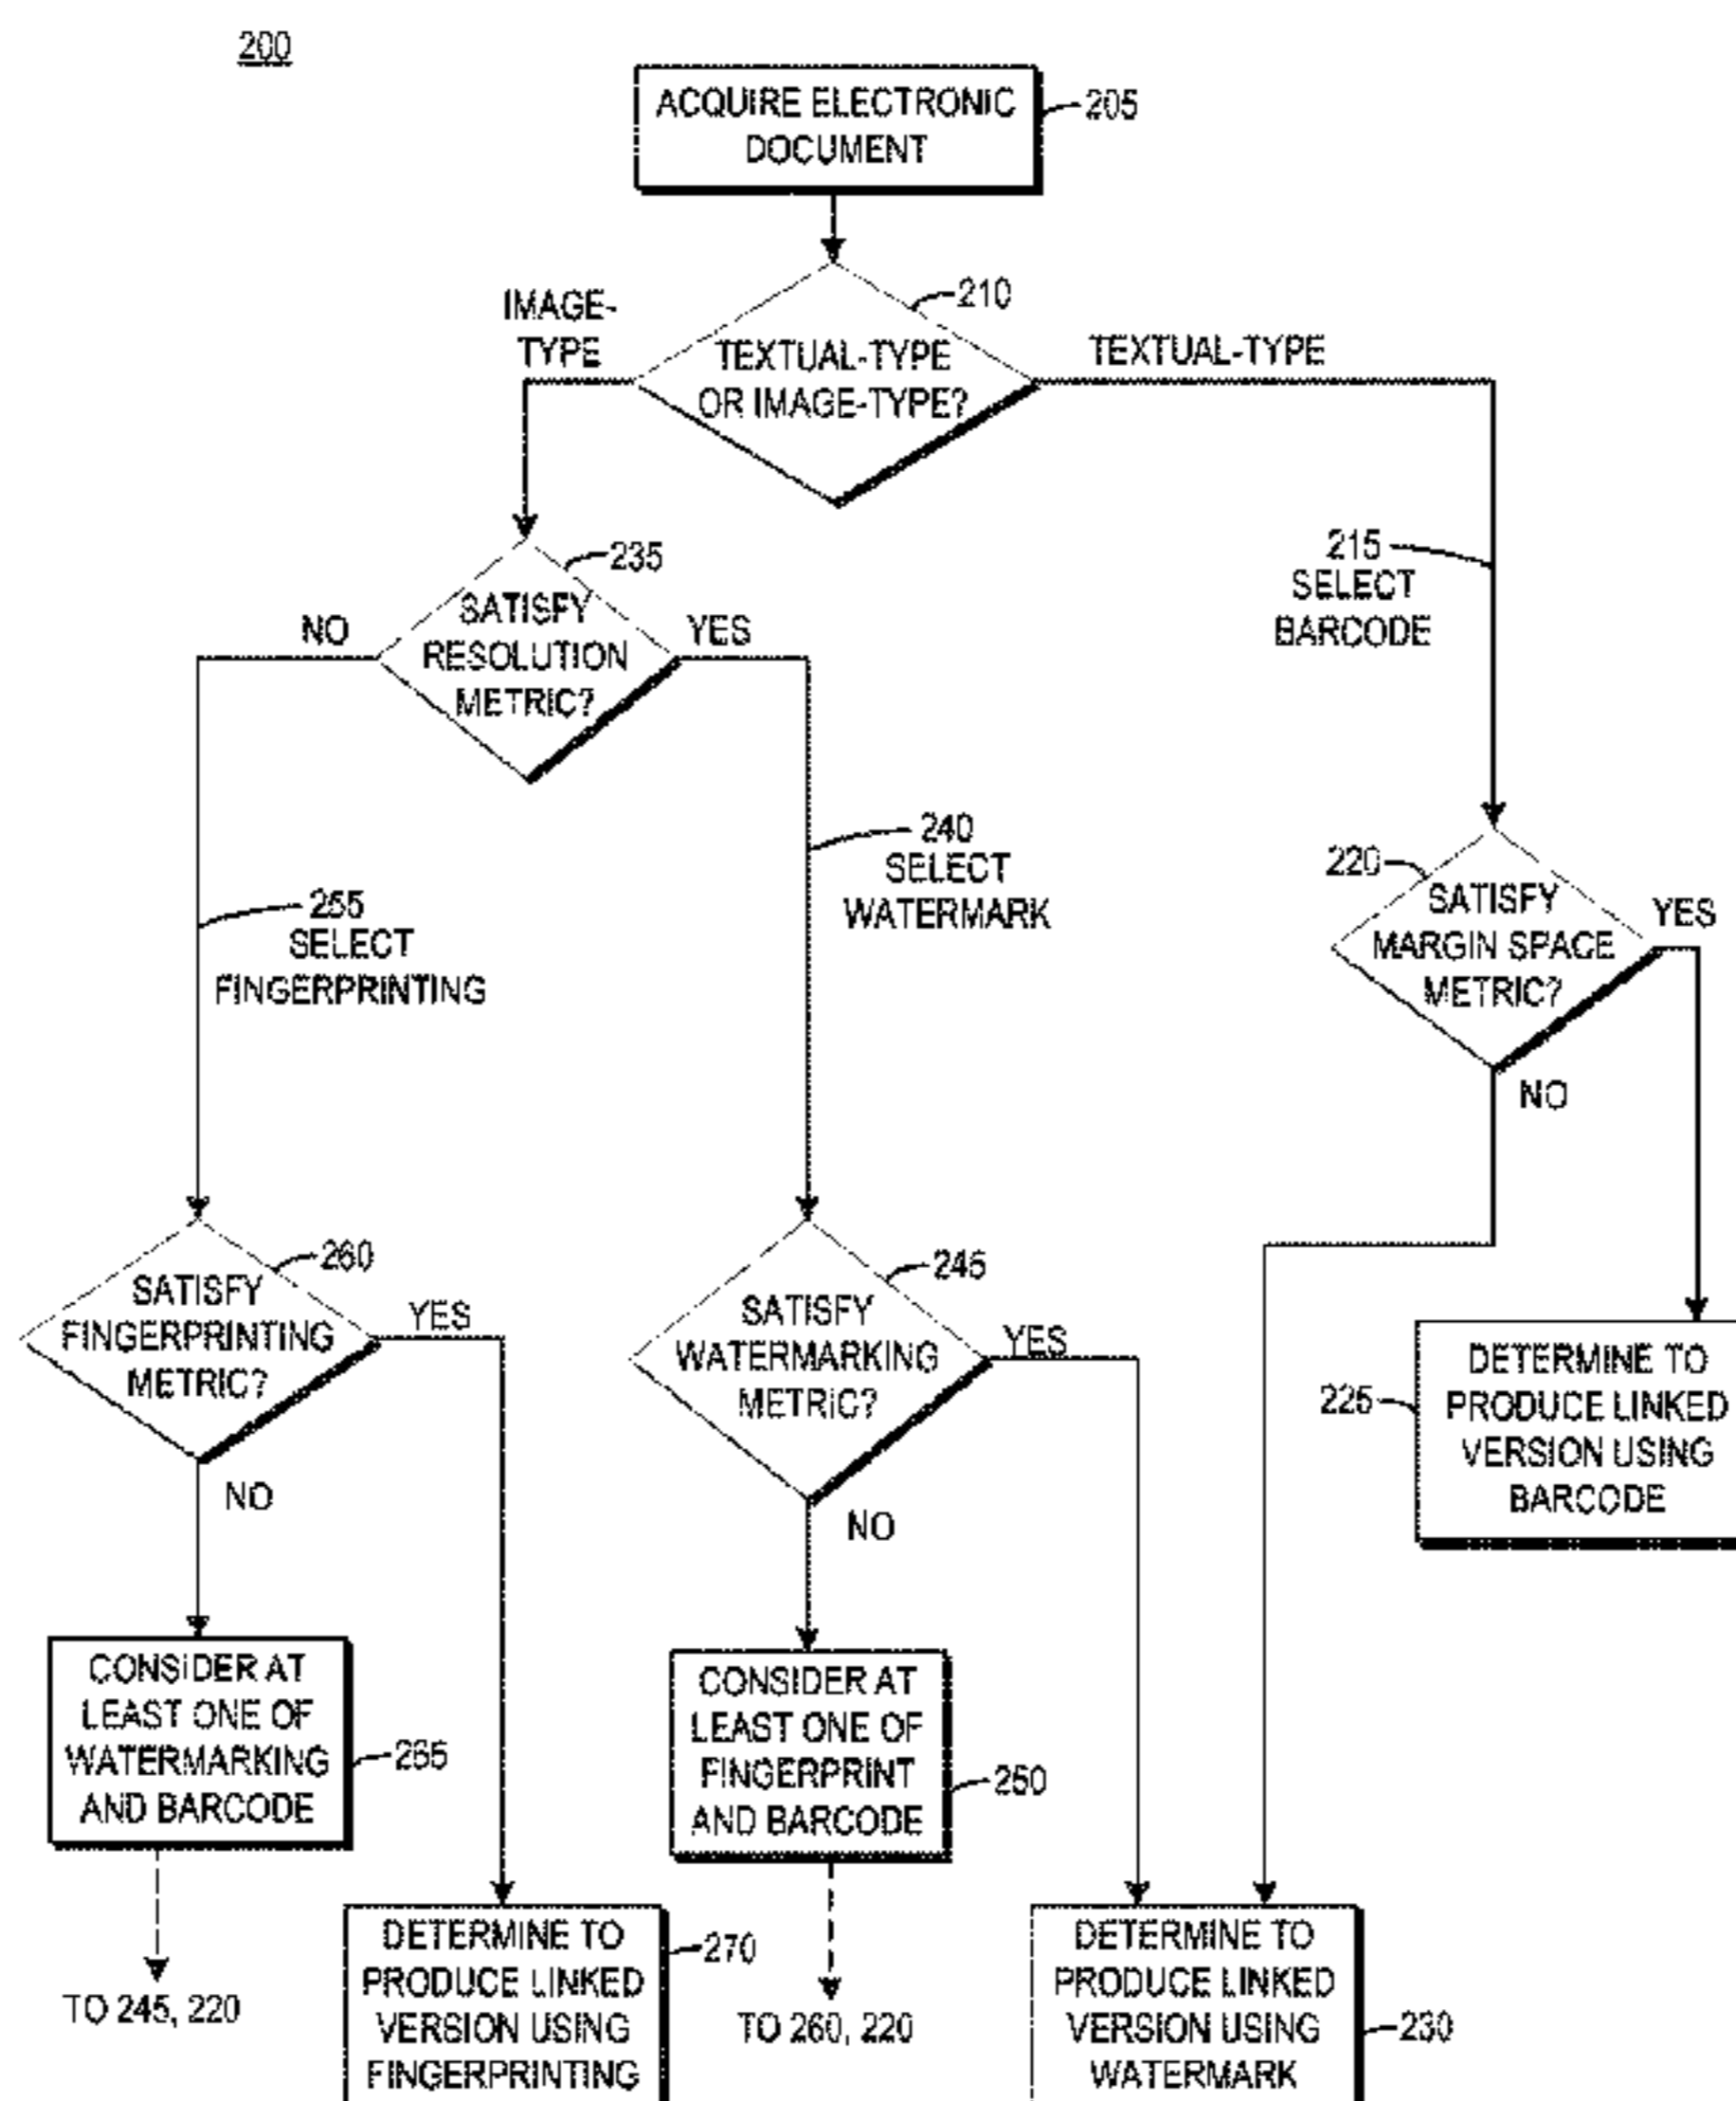 200
ACQUIRE ELECTRONIC
DOCUMENT
205
210
IMAGE-
TYPE
TEXTUAL-TYPE
OR IMAGE-TYPE?
TEXTUAL-TYPE
235
SATISFY
RESOLUTION
METRIC?
NO
YES
215
SELECT
BARCODE
240
SELECT
WATERMARK
255
SELECT
FINGERPRINTING
220
SATISFY
MARGIN SPACE
METRIC?
YES
NO
260
SATISFY
FINGERPRINTING
METRIC?
YES
NO
245
SATISFY
WATERMARKING
METRIC?
YES
NO
225
DETERMINE TO
PRODUCE LINKED
VERSION USING
BARCODE
CONSIDER AT
LEAST ONE OF
WATERMARKING
AND BARCODE
265
CONSIDER AT
LEAST ONE OF
FINGERPRINT
AND BARCODE
250
TO 245, 220
DETERMINE TO
PRODUCE LINKED
VERSION USING
FINGERPRINTING
270
TO 260, 220
DETERMINE TO
PRODUCE LINKED
VERSION USING
WATERMARK
230